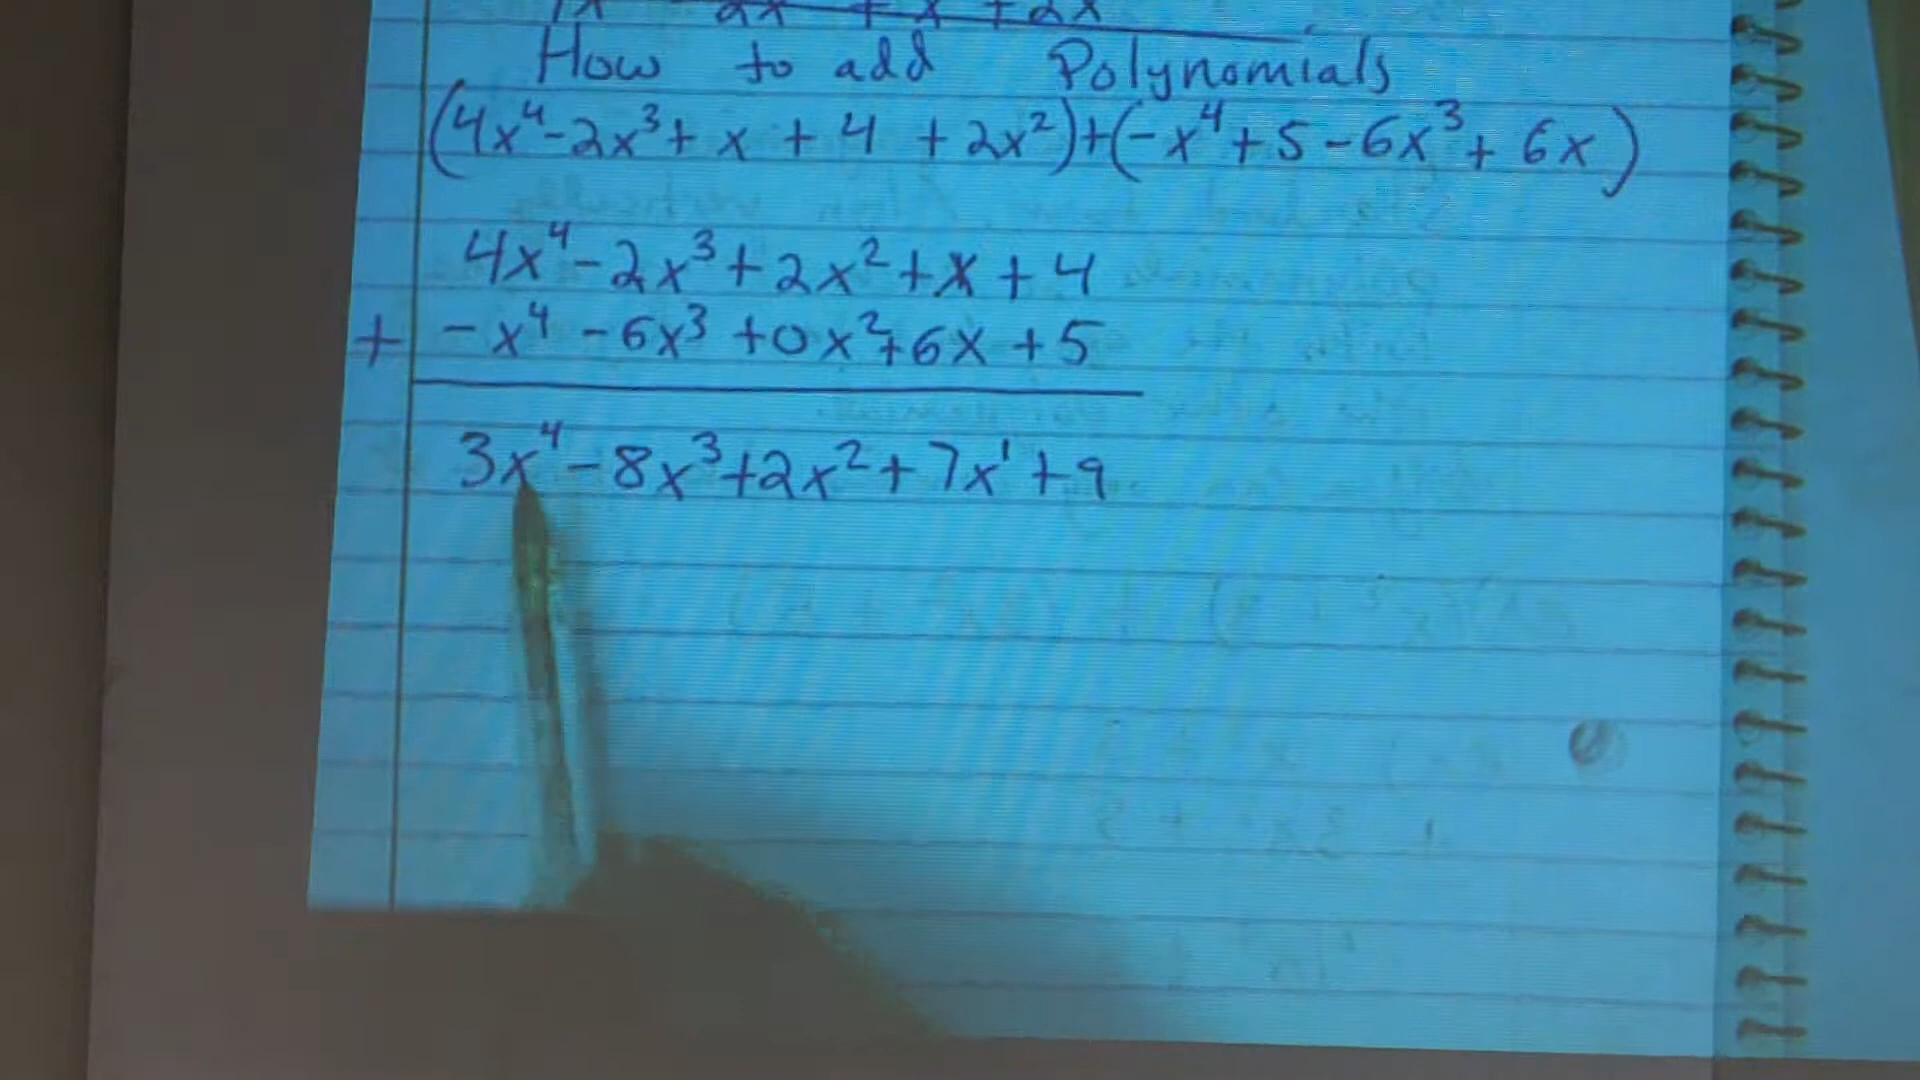 How to add Polynomials
(4x⁴-2x³+ x + 4 + 2x²)+(-x⁴+5-6x³+ 6x)
4x⁴-2x³+2x²+x+4
+ -x⁴ -6x³ +0x²+6x +5
3x⁴-8x³+2x²+7x¹+9